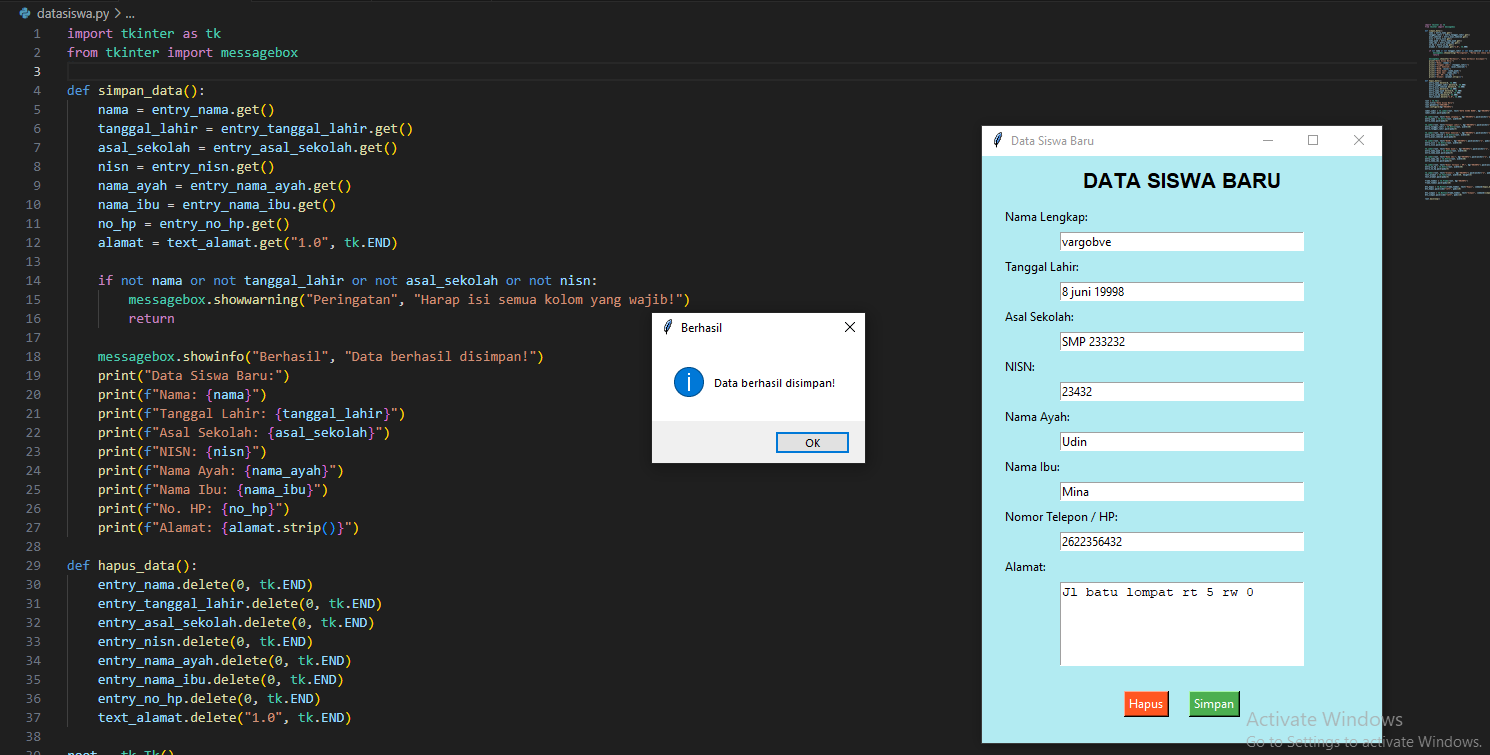 datasiswa.py > ...
1 import tkinter as tk
2 from tkinter import messagebox
3
4 def simpan_data():
5 nama = entry_nama.get()
6 tanggal_lahir = entry_tanggal_lahir.get()
7 asal_sekolah = entry_asal_sekolah.get()
8 nisn = entry_nisn.get()
9 nama_ayah = entry_nama_ayah.get()
10 nama_ibu = entry_nama_ibu.get()
11 no_hp = entry_no_hp.get()
12 alamat = text_alamat.get("1.0", tk.END)
13
14 if not nama or not tanggal_lahir or not asal_sekolah or not nisn:
15 messagebox.showwarning("Peringatan", "Harap isi semua kolom yang wajib!")
16 return
17
18 messagebox.showinfo("Berhasil", "Data berhasil disimpan!")
19 print("Data Siswa Baru:")
20 print(f"Nama: {nama}")
21 print(f"Tanggal Lahir: {tanggal_lahir}")
22 print(f"Asal Sekolah: {asal_sekolah}")
23 print(f"NISN: {nisn}")
24 print(f"Nama Ayah: {nama_ayah}")
25 print(f"Nama Ibu: {nama_ibu}")
26 print(f"No. HP: {no_hp}")
27 print(f"Alamat: {alamat.strip()}")
28
29 def hapus_data():
30 entry_nama.delete(0, tk.END)
31 entry_tanggal_lahir.delete(0, tk.END)
32 entry_asal_sekolah.delete(0, tk.END)
33 entry_nisn.delete(0, tk.END)
34 entry_nama_ayah.delete(0, tk.END)
35 entry_nama_ibu.delete(0, tk.END)
36 entry_no_hp.delete(0, tk.END)
37 text_alamat.delete("1.0", tk.END)
38
39 root = tk.Tk()
Berhasil
Data berhasil disimpan!
OK
Data Siswa Baru
DATA SISWA BARU
Nama Lengkap:
vargobve
Tanggal Lahir:
8 juni 19998
Asal Sekolah:
SMP 233232
NISN:
23432
Nama Ayah:
Udin
Nama Ibu:
Mina
Nomor Telepon / HP:
2622356432
Alamat:
Jl batu lompat rt 5 rw 0
Hapus Simpan
Activate Windows
Go to Settings to activate Windows.